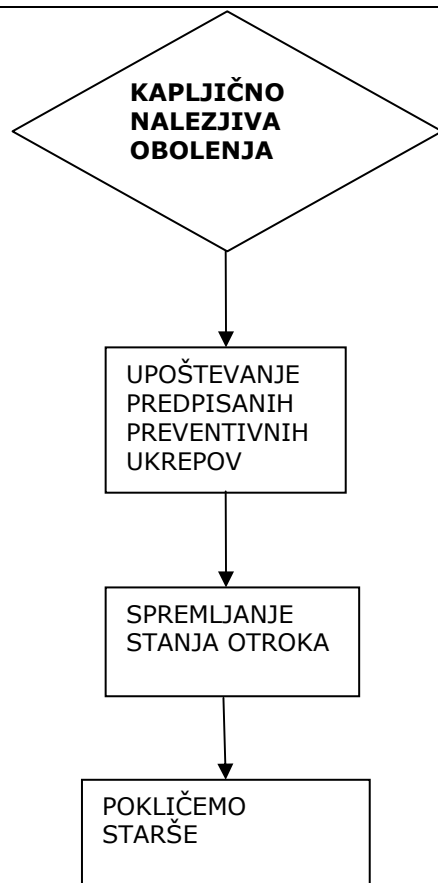 KAPLJIČNO
NALEZJIVA
OBOLENJA
UPOŠTEVANJE
PREDPISANIH
PREVENTIVNIH
UKREPOV
SPREMLJANJE
STANJA OTROKA
POKLIČEMO
STARŠE